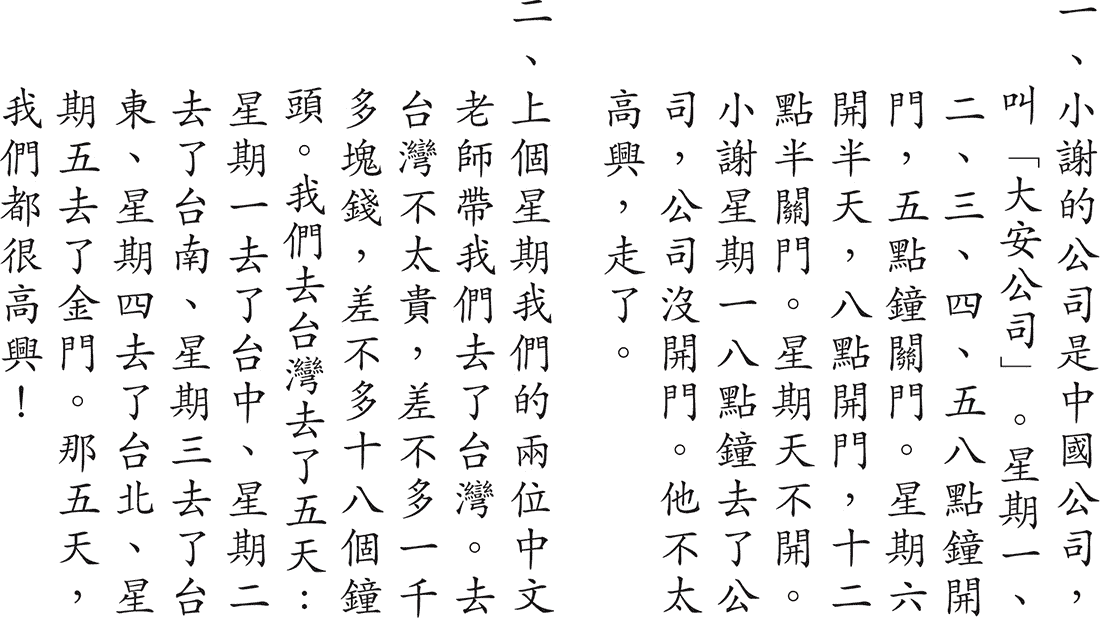 一、小謝的公司是中國公司，
叫「大安公司」。星期一、
二、三、四、五八點鐘開
門，五點鐘關門。星期六
開半天，八點開門，十二
點半關門。星期天不開。
小謝星期一八點鐘去了公
司，公司沒開門。他不太
高興，走了。
二、上個星期我們的兩位中文
老師帶我們去了台灣。去
台灣不太貴，差不多一千
多塊錢，差不多十八個鐘
頭。我們去台灣去了五天：
星期一去了台中、星期二
去了台南、星期三去了台
東、星期四去了台北、星
期五去了金門。那五天，
我們都很高興！